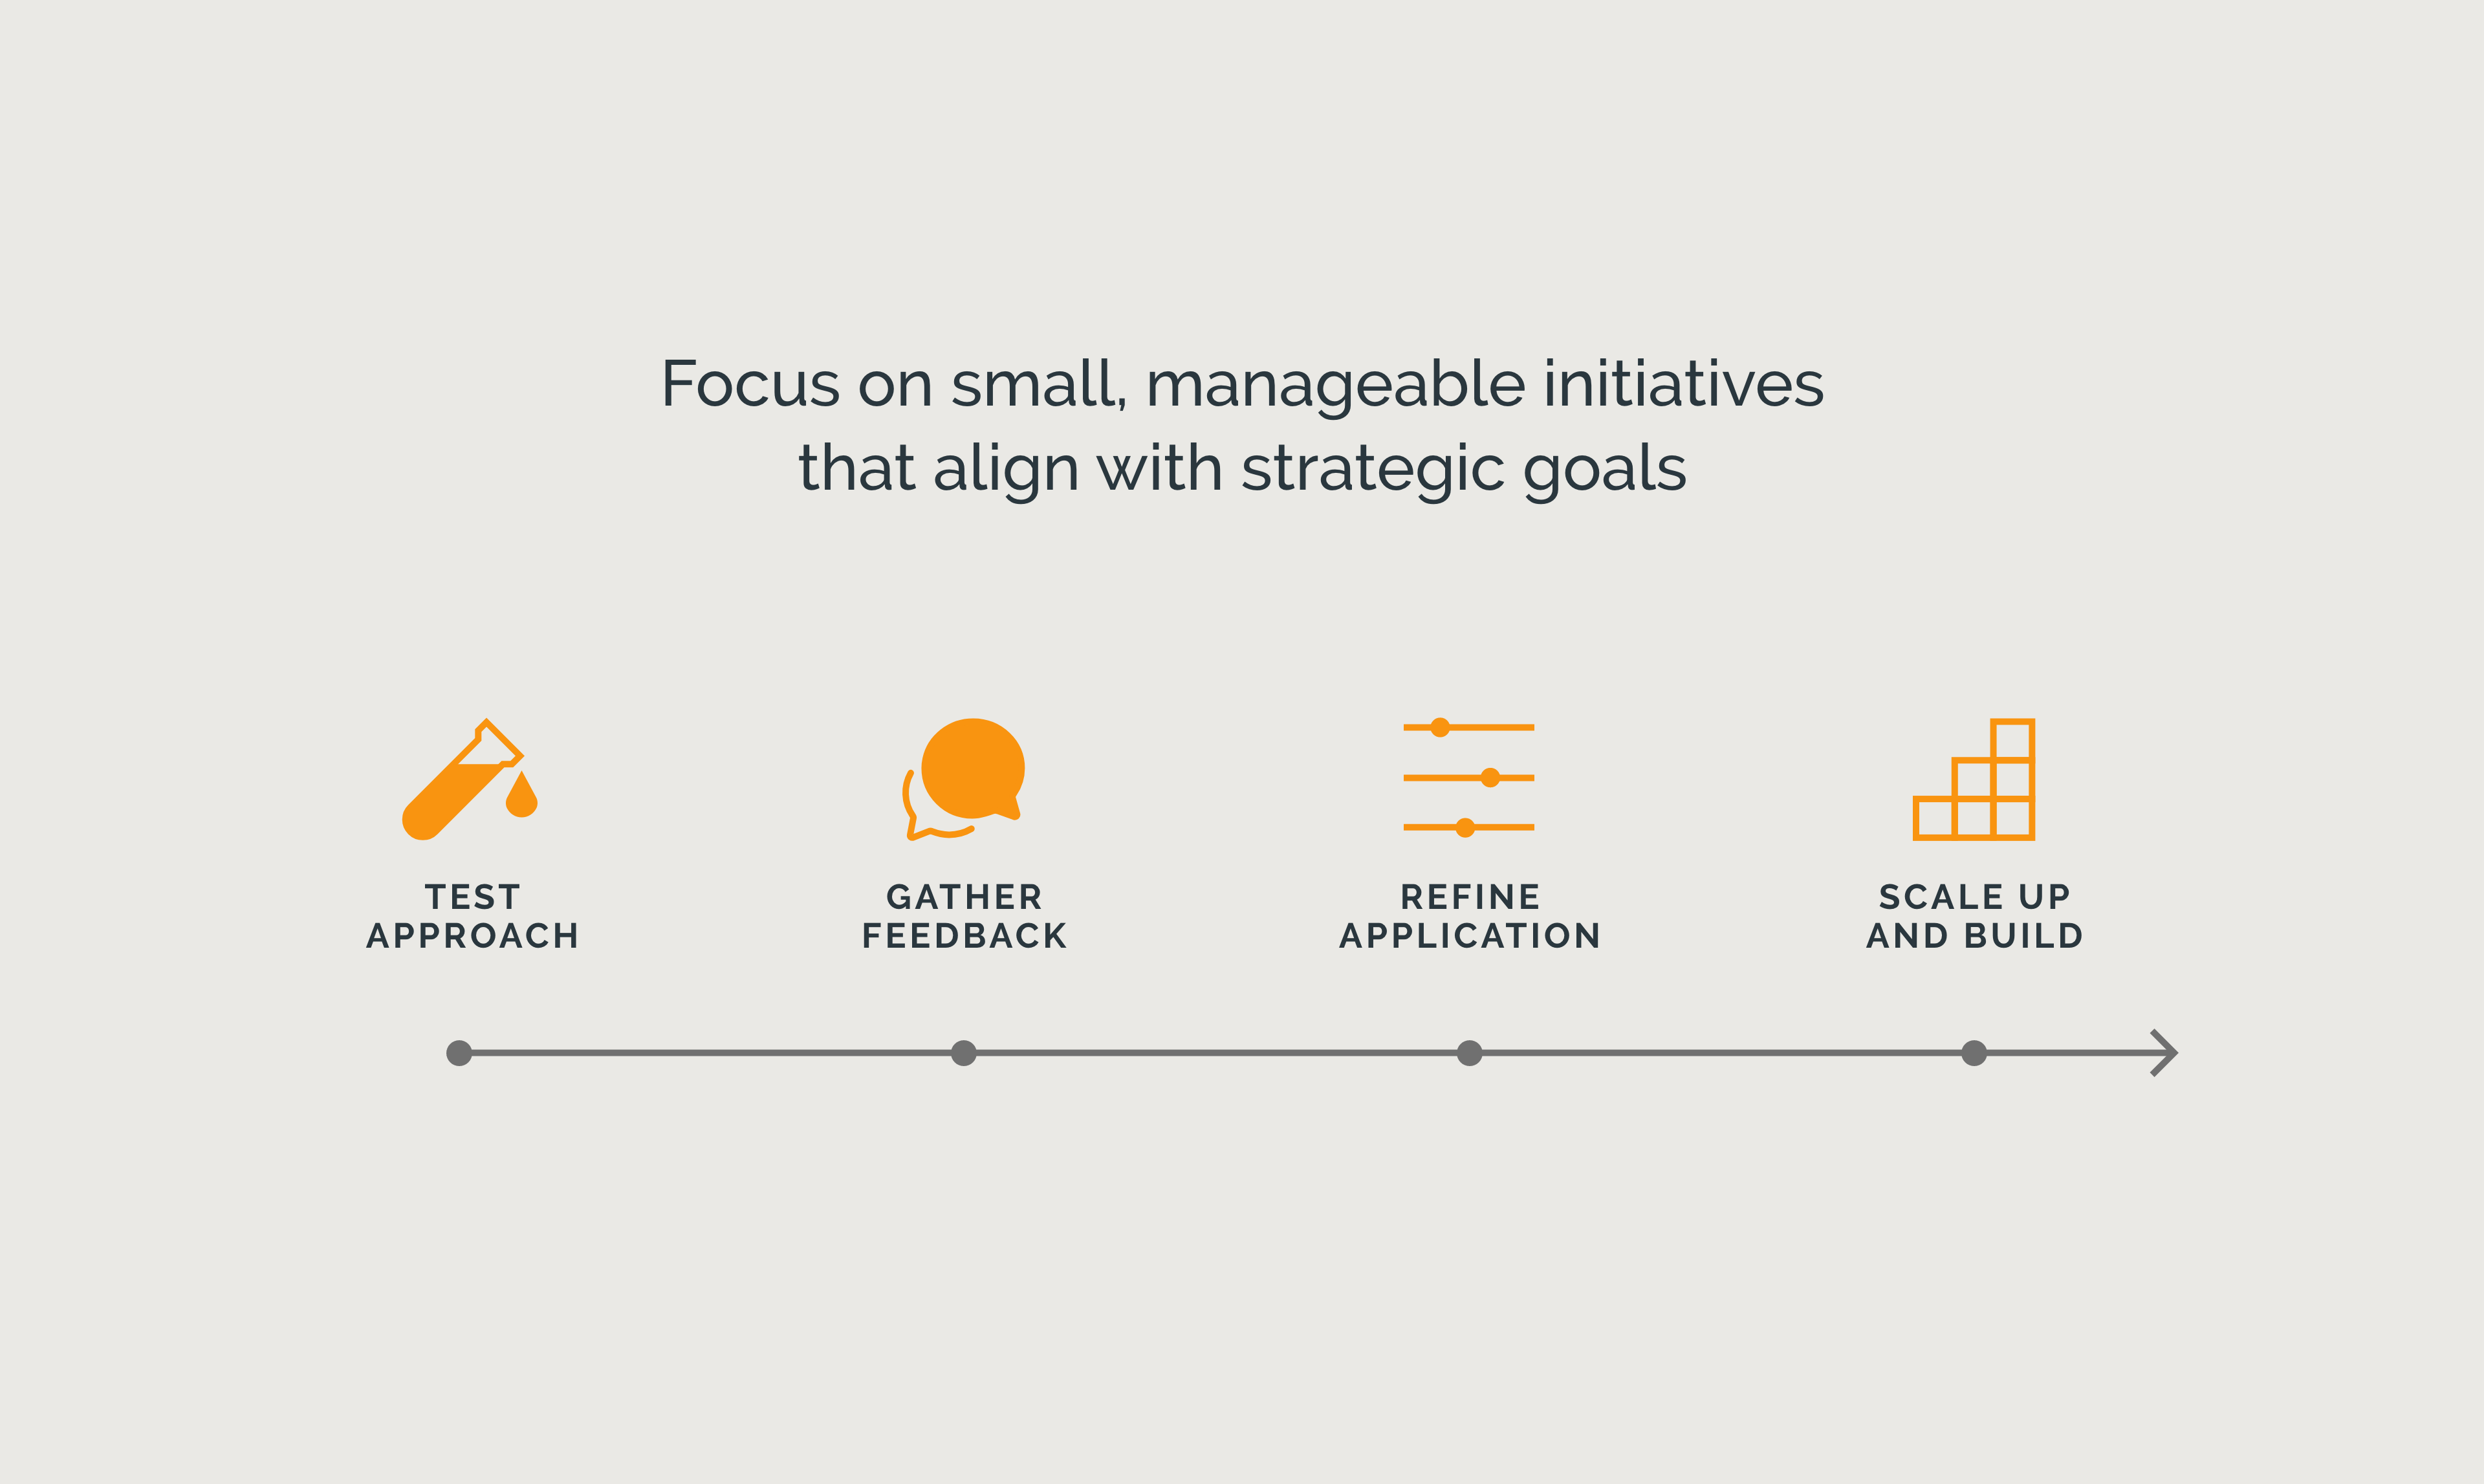 Focus on small, manageable initiatives
that align with strategic goals
TEST
APPROACH
GATHER
FEEDBACK
REFINE
APPLICATION
SCALE UP
AND BUILD